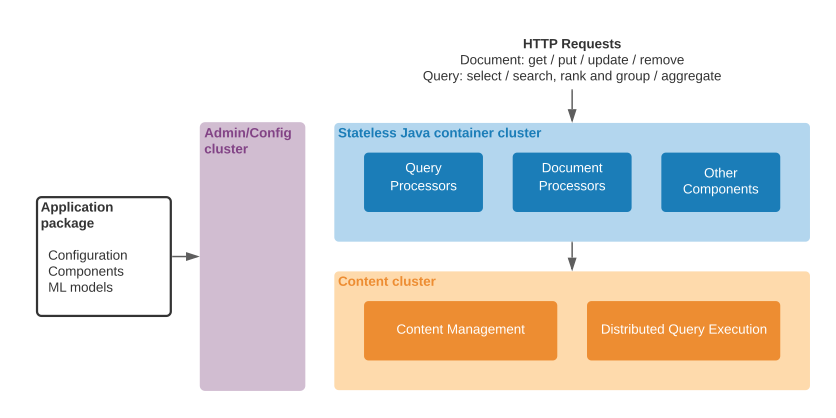 HTTP Requests
Document: get / put / update / remove
Query: select / search, rank and group / aggregate
Admin/Config
cluster
Stateless Java container cluster
Query
Processors
Document
Processors
Other
Components
Application
package
Configuration
Components
ML models
Content cluster
Content Management
Distributed Query Execution